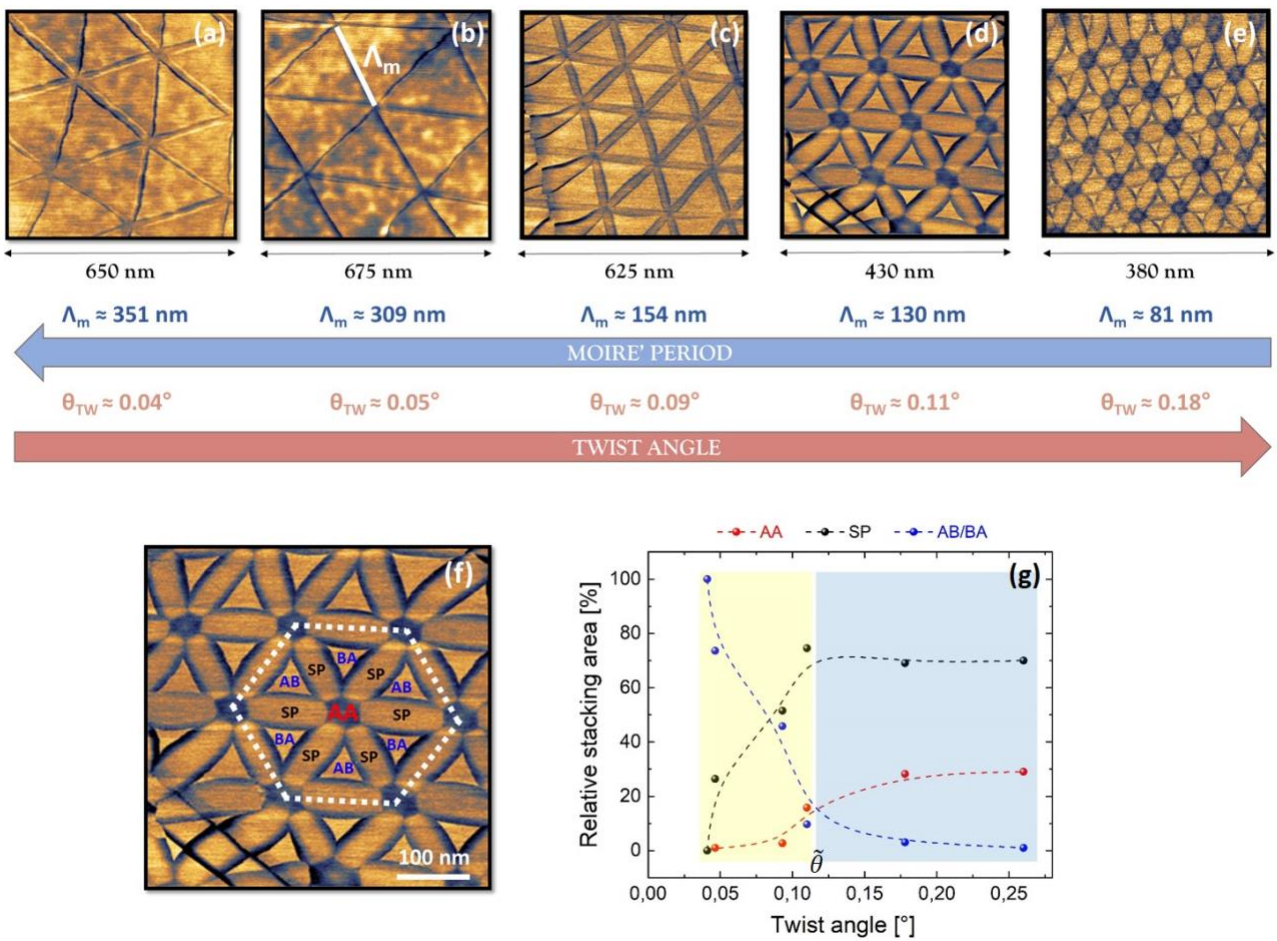 (a) (b) (c) (d) (e)
Λm
650 nm 675 nm 625 nm 430 nm 380 nm
Λm ≈ 351 nm Λm ≈ 309 nm Λm ≈ 154 nm Λm ≈ 130 nm Λm ≈ 81 nm
MOIRE' PERIOD
θTW ≈ 0.04° θTW ≈ 0.05° θTW ≈ 0.09° θTW ≈ 0.11° θTW ≈ 0.18°
TWIST ANGLE
(f)
BA
SP SP
AB AB
SP AA SP
BA BA
SP SP
AB
100 nm
AA SP AB/BA
(g)
Relative stacking area [%]
100
80
60
40
20
0
θ̃
0,00 0,05 0,10 0,15 0,20 0,25
Twist angle [°]